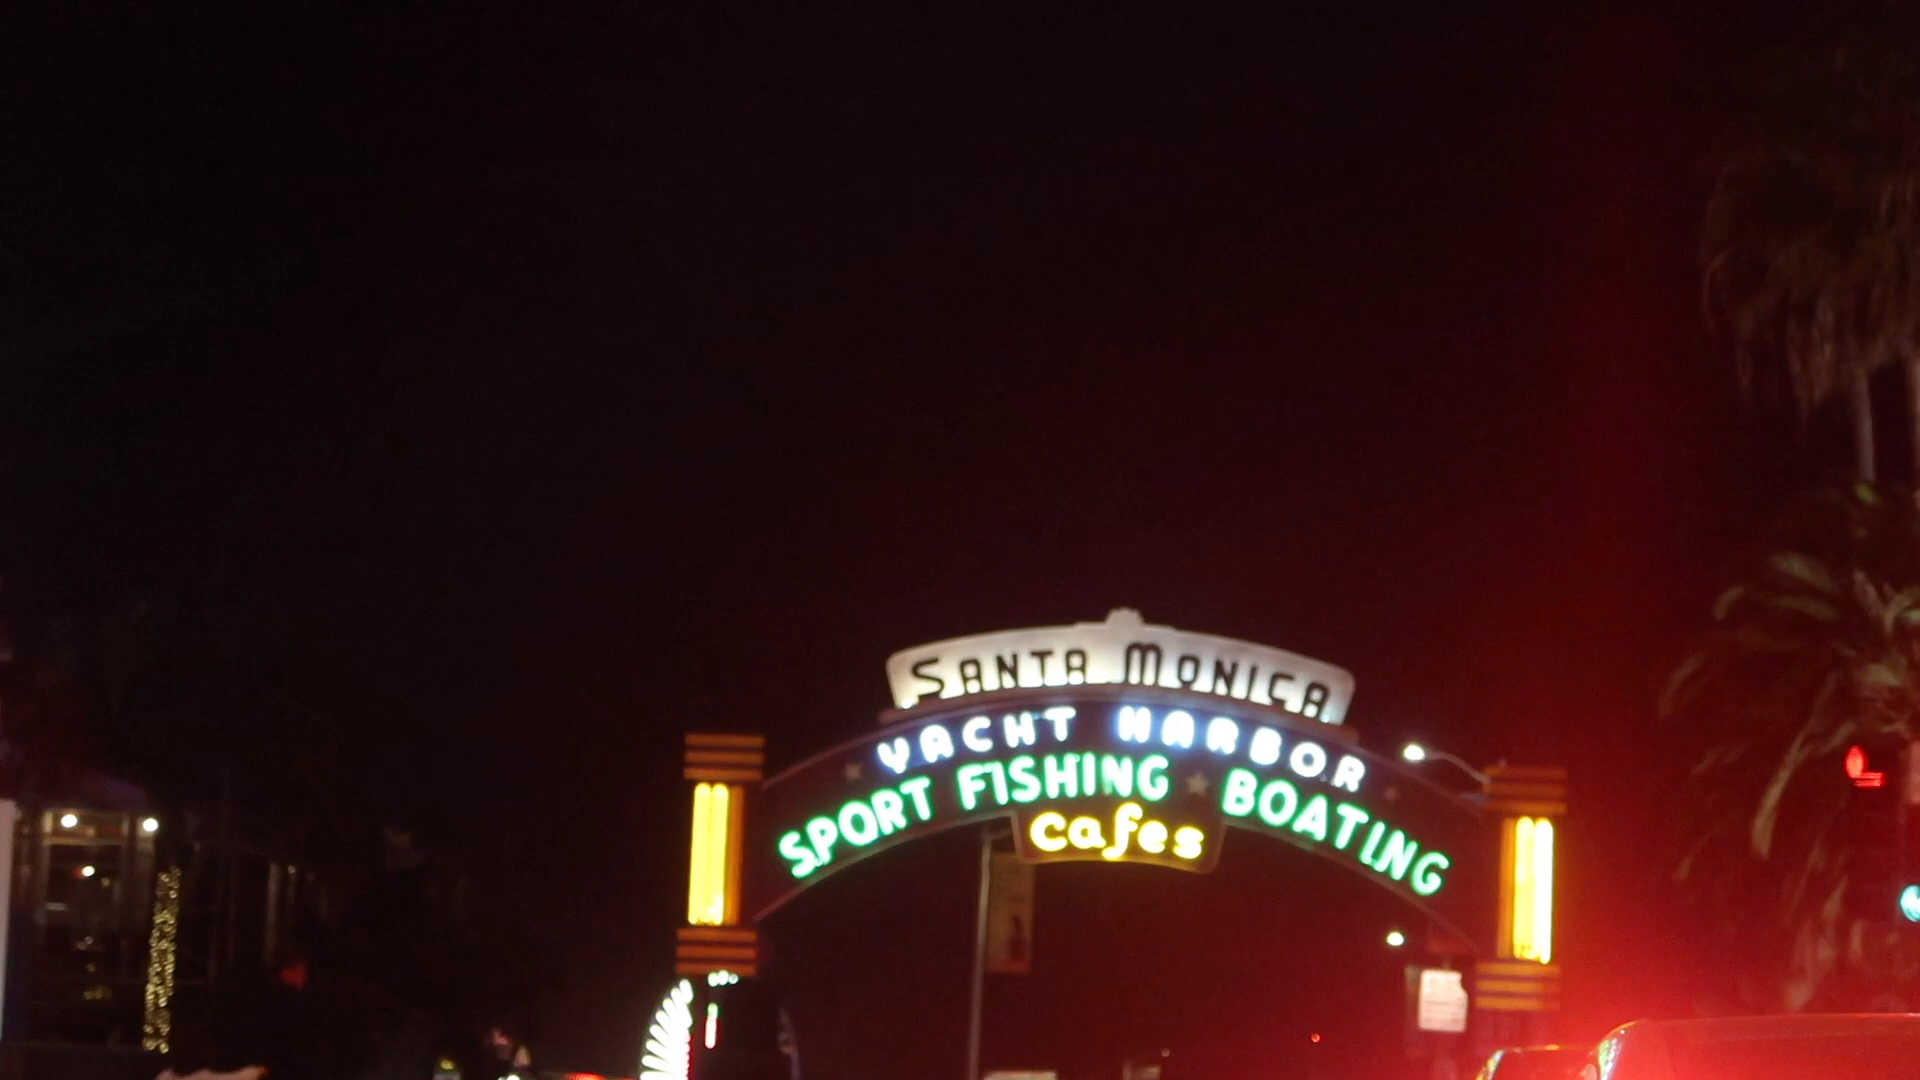 SANTA MONICA
YACHT HARBOR
SPORT FISHING ★ BOATING
cafes